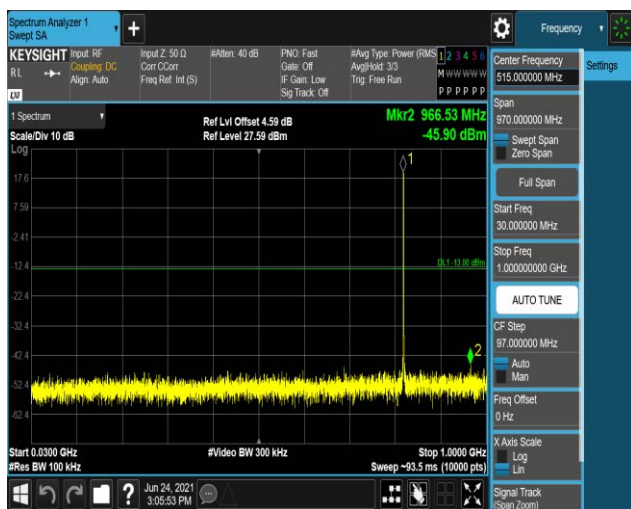 Spectrum Analyzer 1
Swept SA
+
Frequency
KEYSIGHT
Input: RF
Coupling: DC
Align: Auto
Input Z: 50 Ω
Corr CCorr
Freq Ref: Int (S)
#Atten: 40 dB
PNO: Fast
Gate: Off
IF Gain: Low
Sig Track: Off
#Avg Type: Power (RMS
Avg|Hold: 3/3
Trig: Free Run
1 2 3 4 5 6
M W W W W W
P P P P P P
R L
LXI
Center Frequency
515.000000 MHz
Settings
Span
970.000000 MHz
Swept Span
Zero Span
Full Span
Start Freq
30.000000 MHz
Stop Freq
1.000000000 GHz
AUTO TUNE
CF Step
97.000000 MHz
Auto
Man
Freq Offset
0 Hz
X Axis Scale
Log
Lin
Signal Track
(Span Zoom)
1 Spectrum
Scale/Div 10 dB
Ref Lvl Offset 4.59 dB
Ref Level 27.59 dBm
Mkr2 966.53 MHz
-45.90 dBm
Log
1
17.6
7.59
-2.41
DL1 -13.00 dBm
-12.4
-22.4
-32.4
2
-42.4
-52.4
-62.4
Start 0.0300 GHz
#Video BW 300 kHz
Stop 1.0000 GHz
#Res BW 100 kHz
Sweep ~93.5 ms (10000 pts)
?
Jun 24, 2021
3:05:53 PM